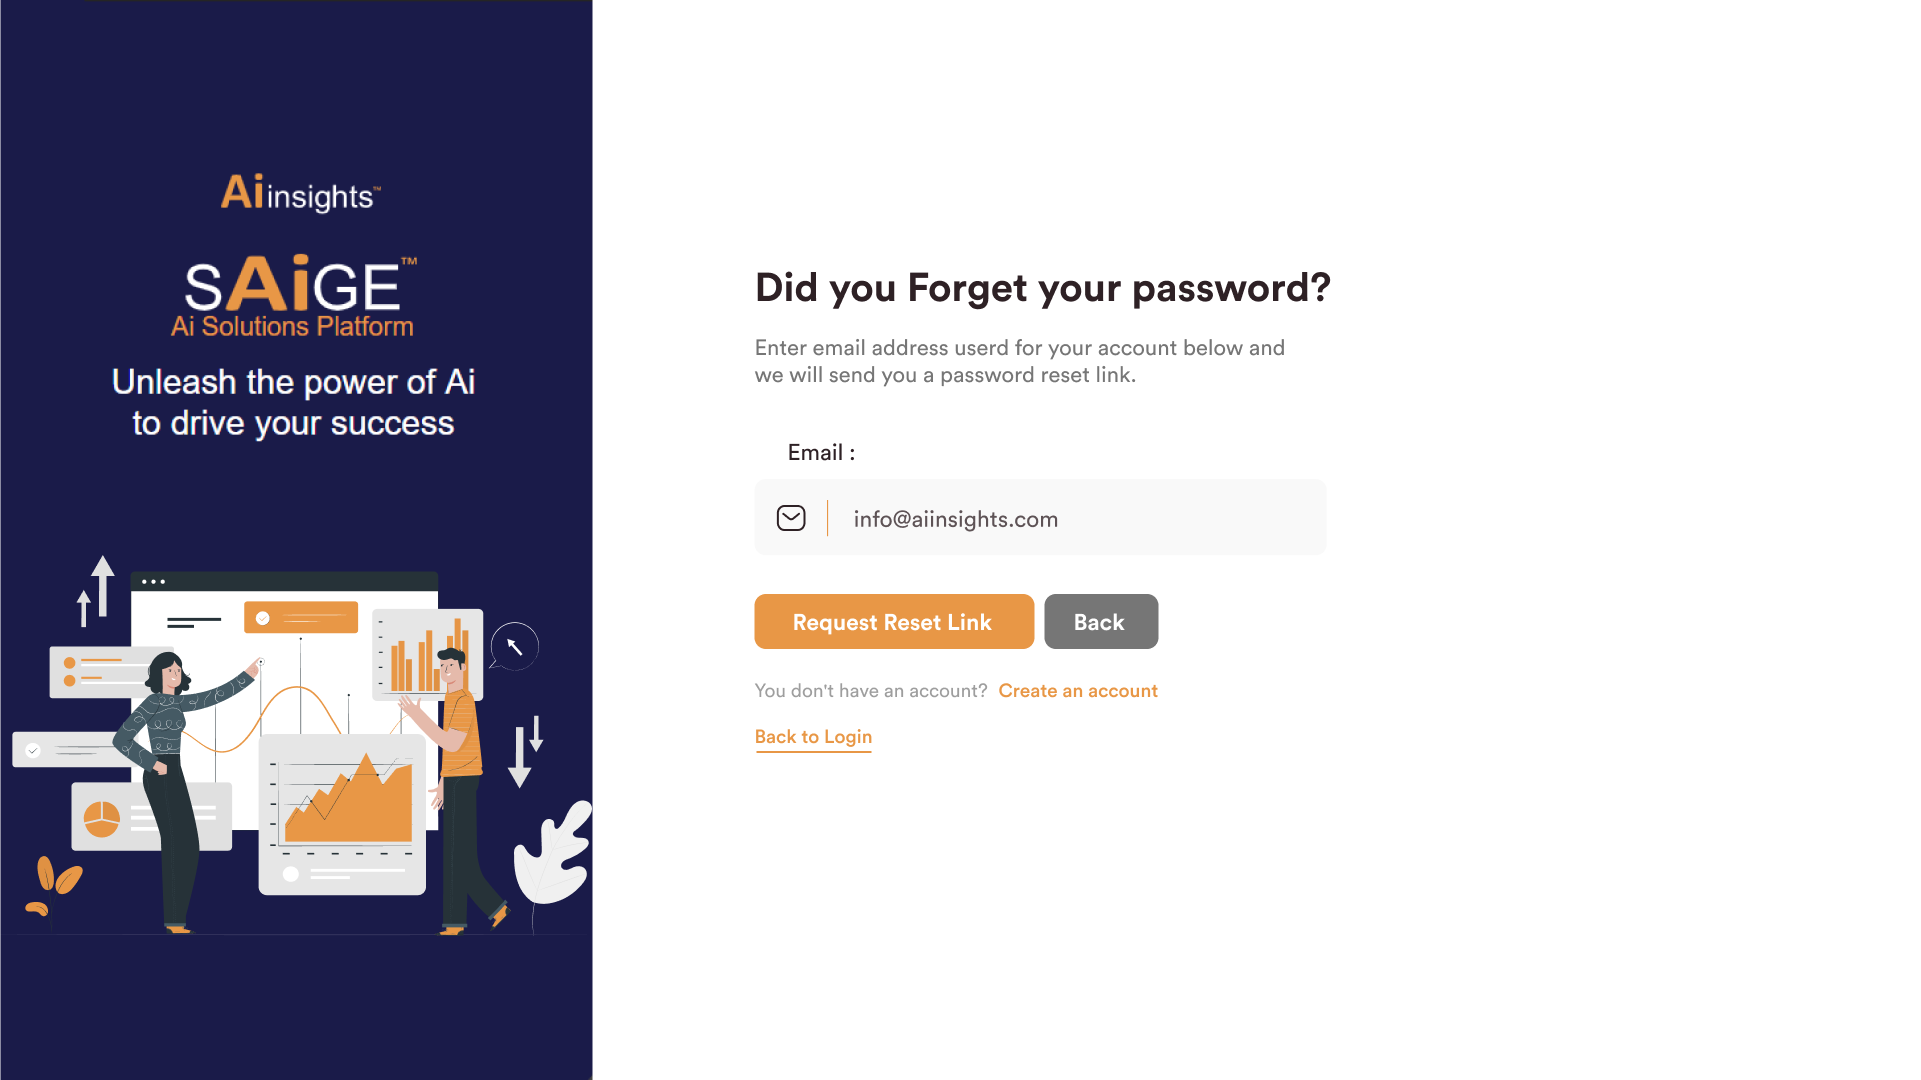 Ai insights™
SAiGE™
Ai Solutions Platform
Unleash the power of Ai
to drive your success
Did you Forget your password?
Enter email address userd for your account below and
we will send you a password reset link.
Email :
info@aiinsights.com
Request Reset Link
Back
You don't have an account? Create an account
Back to Login